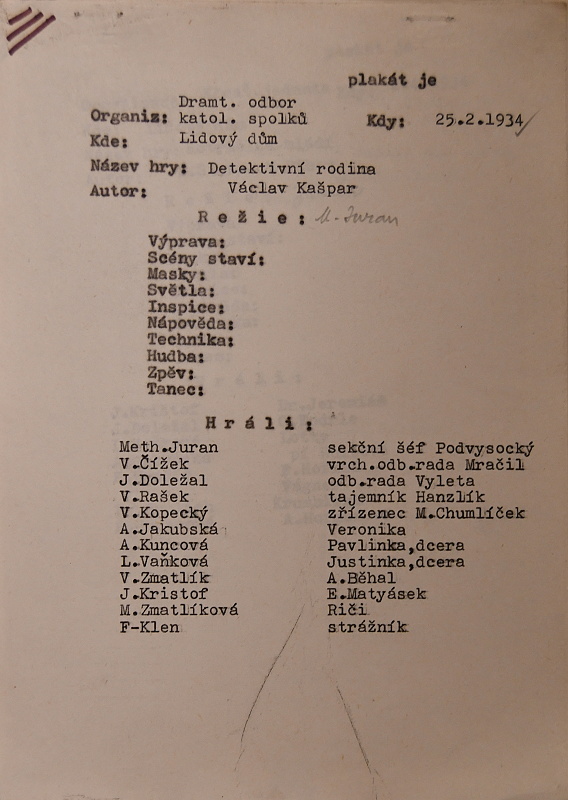 plakát je
Dramt. odbor
Organiz: katol. spolků Kdy: 25.2.1934
Kde: Lidový dům
Název hry: Detektivní rodina
Autor: Václav Kašpar
Režie: M. Juran
Výprava:
Scény staví:
Masky:
Světla:
Inspice:
Nápověda:
Technika:
Hudba:
Zpěv:
Tanec:
Hráli:
Meth.Juran sekční šéf Podvysocký
V.Čížek vrch.odb.rada Mračil
J.Doležal odb.rada Vyleta
V.Rašek tajemník Hanzlík
V.Kopecký zřízenec M.Chumlíček
A.Jakubská Veronika
A.Kuncová Pavlinka,dcera
L.Vaňková Justinka,dcera
V.Zmatlík A.Běhal
J.Kristof E.Matyásek
M.Zmatlíková Riči
F-Klen strážník